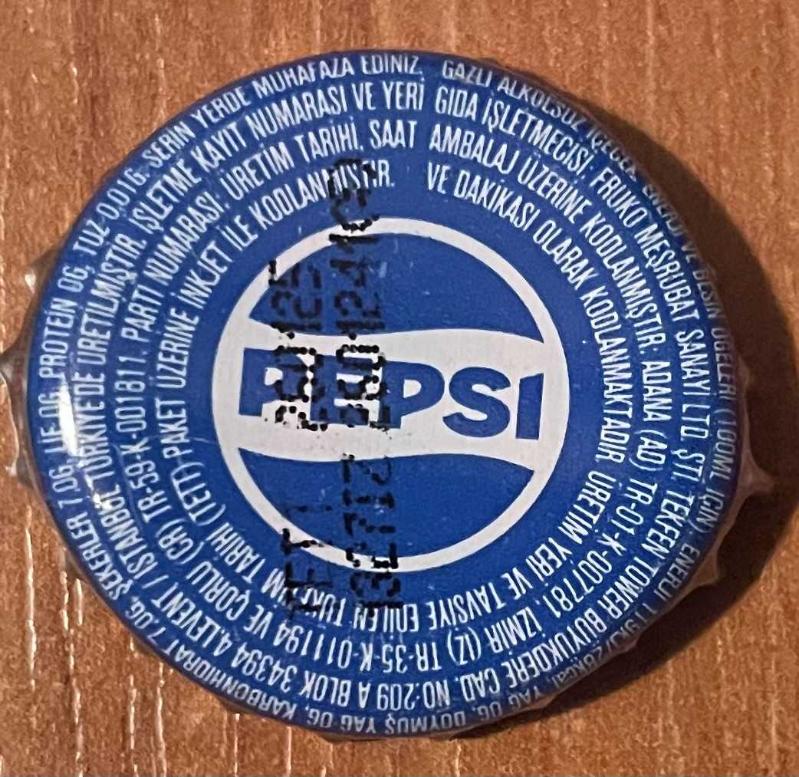 GAZLI ALKOLSÜZ İÇECEK VE BESİN ÖĞELERİ (100ML İÇİN): ENERJİ YAĞ 0G, DOYMUŞ YAĞ 0G, KARBONHİDRAT 7.0G, ŞEKERLER 7.0G, LİF 0G, PROTEİN 0G, TUZ 0.01G. SERİN YERDE MUHAFAZA EDİNİZ.
GIDA İŞLETMECİSİ: FRUKO MEŞRUBAT SANAYİ LTD. ŞTİ. TEKFEN TOWER BÜYÜKDERE CAD. NO:209 A BLOK 34394 4.LEVENT / İSTANBUL TÜRKİYE'DE ÜRETİLMİŞTİR. İŞLETME KAYIT NUMARASI VE YERİ
AMBALAJ ÜZERİNE KODLANMIŞTIR: ADANA (AD) TR-01-K-007781, İZMİR (IZ) TR-35-K-011194 VE ÇORLU (CR) TR-59-K-001811. PARTİ NUMARASI, ÜRETİM TARİHİ, SAAT
VE DAKİKASI OLARAK KODLANMAKTADIR. ÜRETİM YERİ VE TAVSİYE EDİLEN TÜKETİM TARİHİ (TETT) PAKET ÜZERİNE INKJET İLE KODLANMIŞTIR.
PEPSI